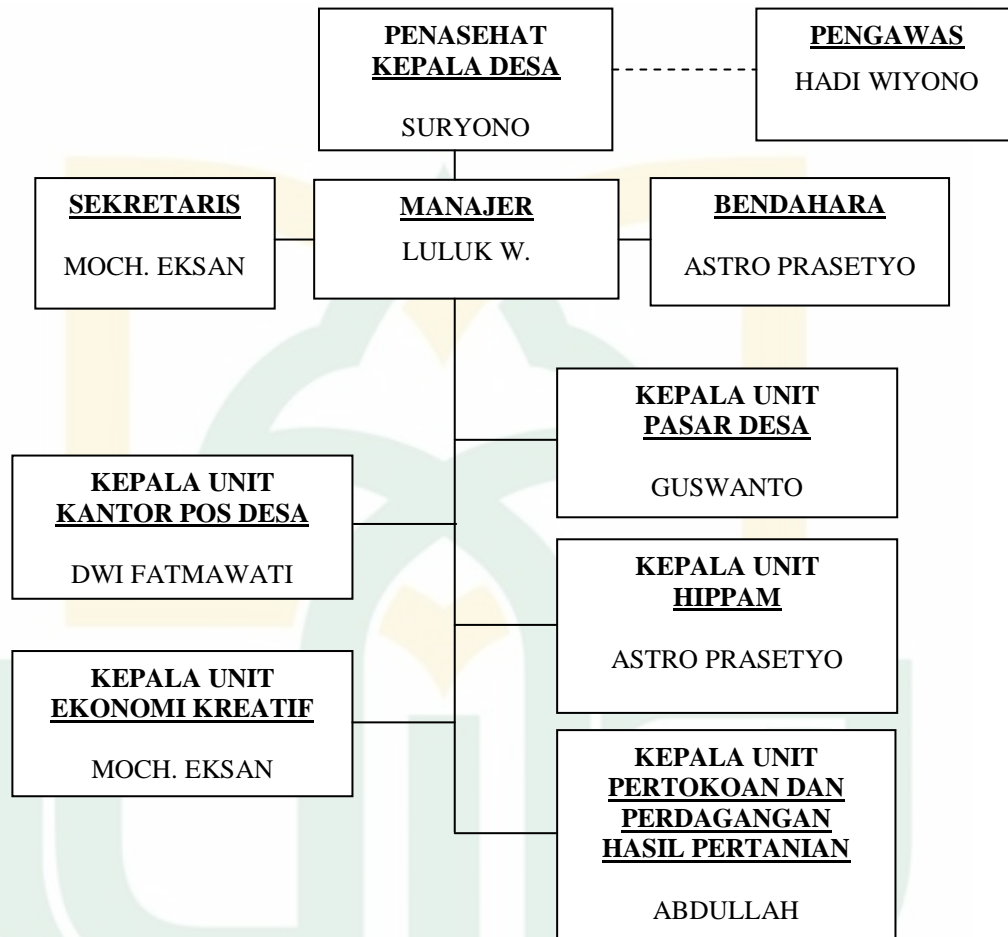 PENASEHAT
KEPALA DESA
SURYONO
PENGAWAS
HADI WIYONO
SEKRETARIS
MOCH. EKSAN
MANAJER
LULUK W.
BENDAHARA
ASTRO PRASETYO
KEPALA UNIT
PASAR DESA
GUSWANTO
KEPALA UNIT
KANTOR POS DESA
DWI FATMAWATI
KEPALA UNIT
HIPPAM
ASTRO PRASETYO
KEPALA UNIT
EKONOMI KREATIF
MOCH. EKSAN
KEPALA UNIT
PERTOKOAN DAN
PERDAGANGAN
HASIL PERTANIAN
ABDULLAH